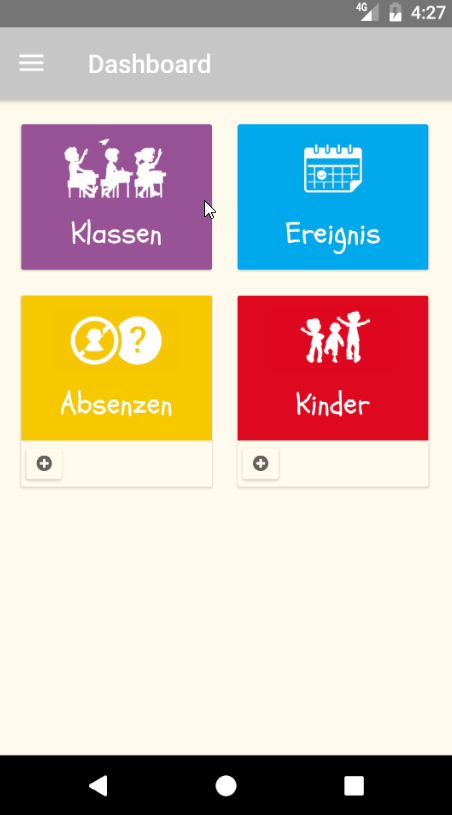 4G 4:27
Dashboard
Klassen
Ereignis
Absenzen
?
Kinder